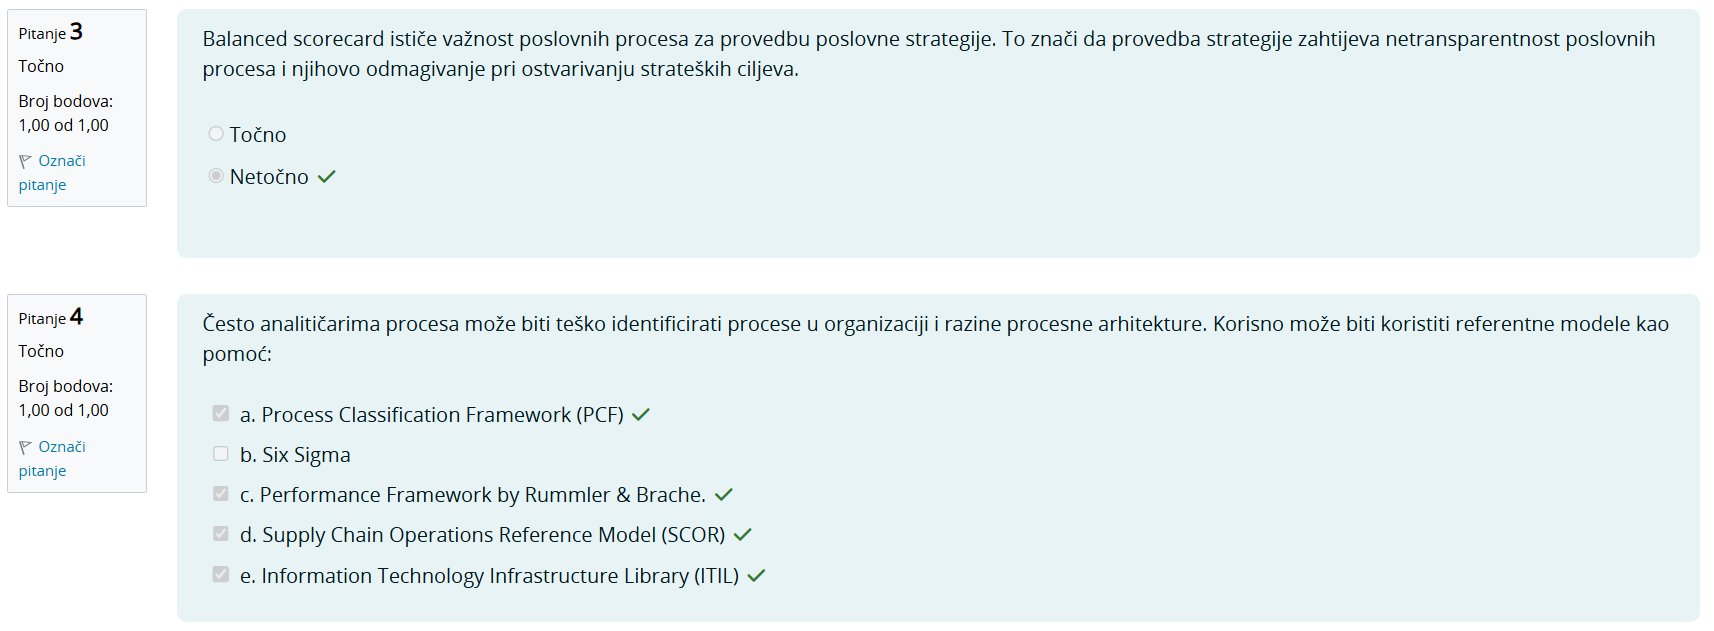 Pitanje 3
Točno
Broj bodova:
1,00 od 1,00
Označi
pitanje
Balanced scorecard ističe važnost poslovnih procesa za provedbu poslovne strategije. To znači da provedba strategije zahtijeva netransparentnost poslovnih
procesa i njihovo odmagivanje pri ostvarivanju strateških ciljeva.
Točno
Netočno
Pitanje 4
Točno
Broj bodova:
1,00 od 1,00
Označi
pitanje
Često analitičarima procesa može biti teško identificirati procese u organizaciji i razine procesne arhitekture. Korisno može biti koristiti referentne modele kao
pomoć:
a. Process Classification Framework (PCF)
b. Six Sigma
c. Performance Framework by Rummler & Brache.
d. Supply Chain Operations Reference Model (SCOR)
e. Information Technology Infrastructure Library (ITIL)